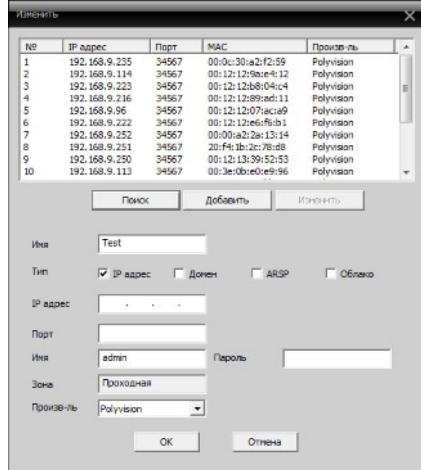 Изменить
№ IP адрес Порт MAC Произв-ль
1 192.168.9.235 34567 00:0c:30:a2:f2:59 Polyvision
2 192.168.9.114 34567 00:12:12:9a:e4:12 Polyvision
3 192.168.9.223 34567 00:12:12:b8:04:c4 Polyvision
4 192.168.9.216 34567 00:12:12:89:ad:11 Polyvision
5 192.168.9.96 34567 00:12:12:07:ac:a9 Polyvision
6 192.168.9.222 34567 00:12:12:e6:f6:b1 Polyvision
7 192.168.9.252 34567 00:00:a2:2a:13:14 Polyvision
8 192.168.9.251 34567 20:f4:1b:2c:78:d8 Polyvision
9 192.168.9.250 34567 00:12:13:39:52:53 Polyvision
10 192.168.9.113 34567 00:3e:0b:e0:e9:96 Polyvision
Поиск Добавить Изменить
Имя Test
Тип IP адрес Домен ARSP Облако
IP адрес . . .
Порт
Имя admin Пароль
Зона Проходная
Произв-ль Polyvision
OK Отмена